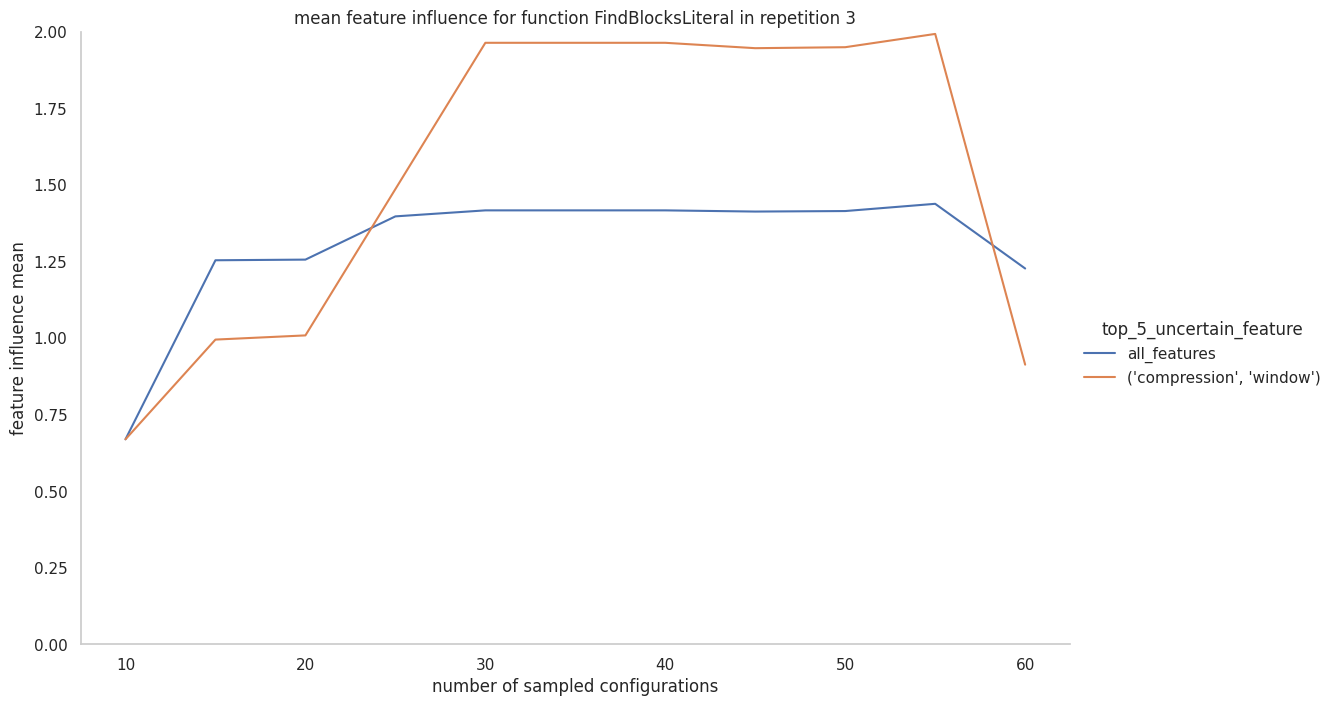 mean feature influence for function FindBlocksLiteral in repetition 3
2.00
1.75
1.50
1.25
1.00
0.75
0.50
0.25
0.00
feature influence mean
10 20 30 40 50 60
number of sampled configurations
top_5_uncertain_feature
all_features
('compression', 'window')